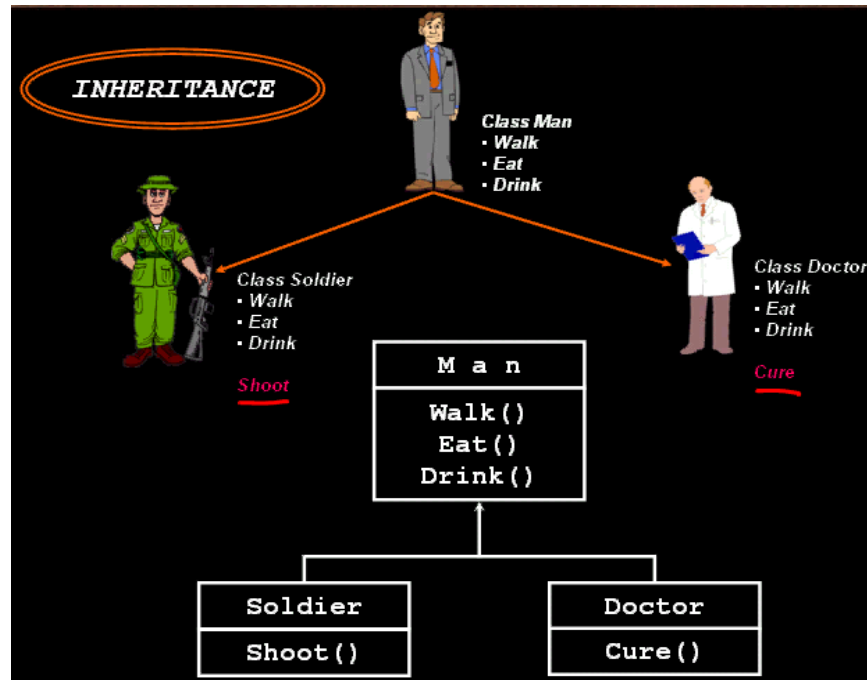 INHERITANCE
Class Man
▪ Walk
▪ Eat
▪ Drink
Class Soldier
▪ Walk
▪ Eat
▪ Drink
Shoot
Class Doctor
▪ Walk
▪ Eat
▪ Drink
Cure
M a n
Walk()
Eat()
Drink()
Soldier
Shoot()
Doctor
Cure()